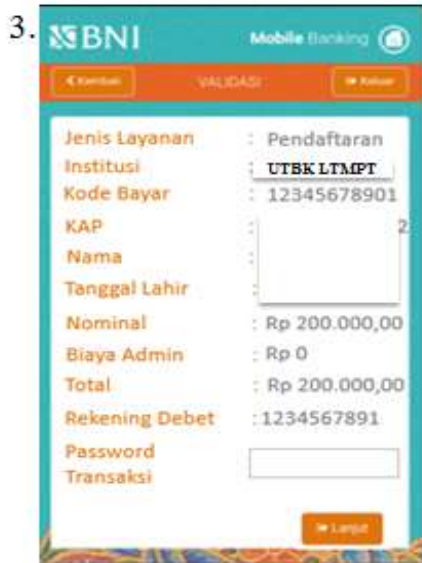 3.
BNI Mobile Banking
Kembali VALIDASI Keluar
Jenis Layanan : Pendaftaran
Institusi : UTBK LTMPT
Kode Bayar : 12345678901
KAP : 2
Nama :
Tanggal Lahir :
Nominal : Rp 200.000,00
Biaya Admin : Rp 0
Total : Rp 200.000,00
Rekening Debet :1234567891
Password
Transaksi
Lanjut